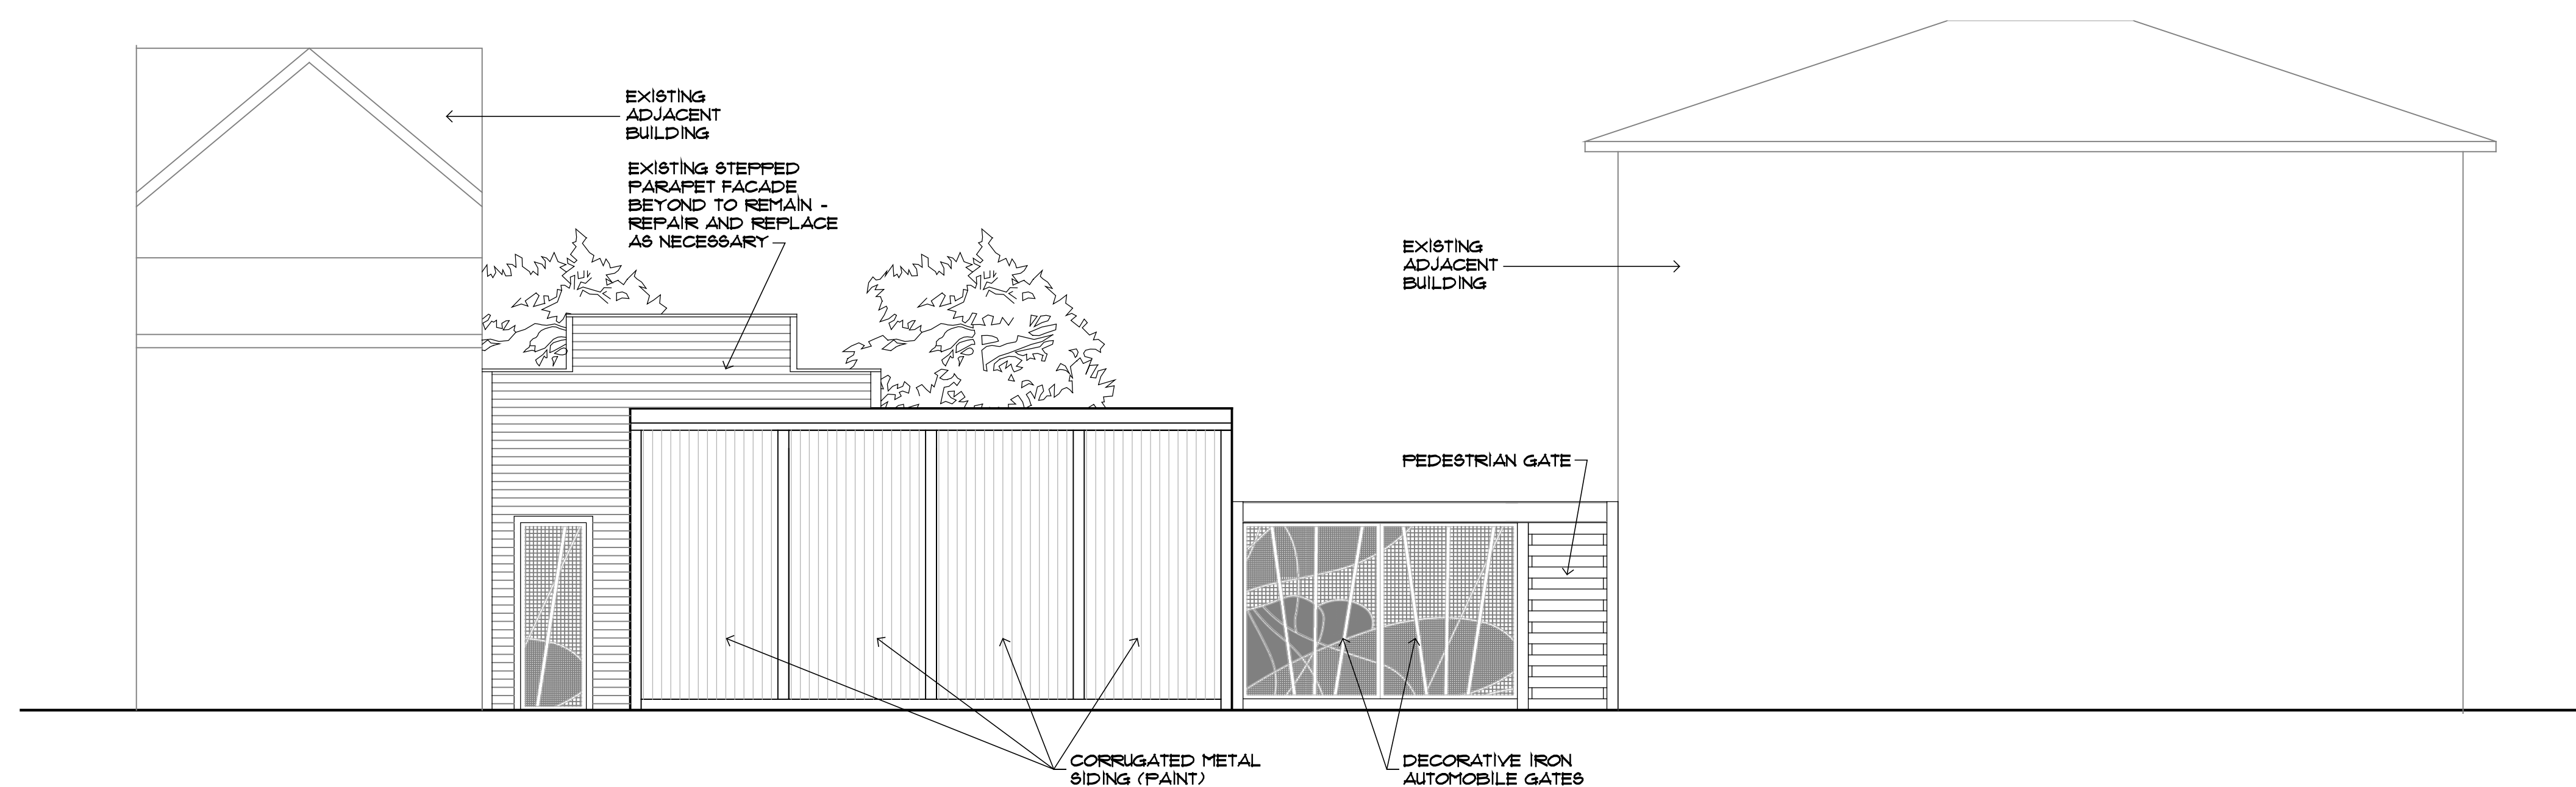 EXISTING
ADJACENT
BUILDING
EXISTING STEPPED
PARAPET FACADE
BEYOND TO REMAIN -
REPAIR AND REPLACE
AS NECESSARY
EXISTING
ADJACENT
BUILDING
PEDESTRIAN GATE
CORRUGATED METAL
SIDING (PAINT)
DECORATIVE IRON
AUTOMOBILE GATES